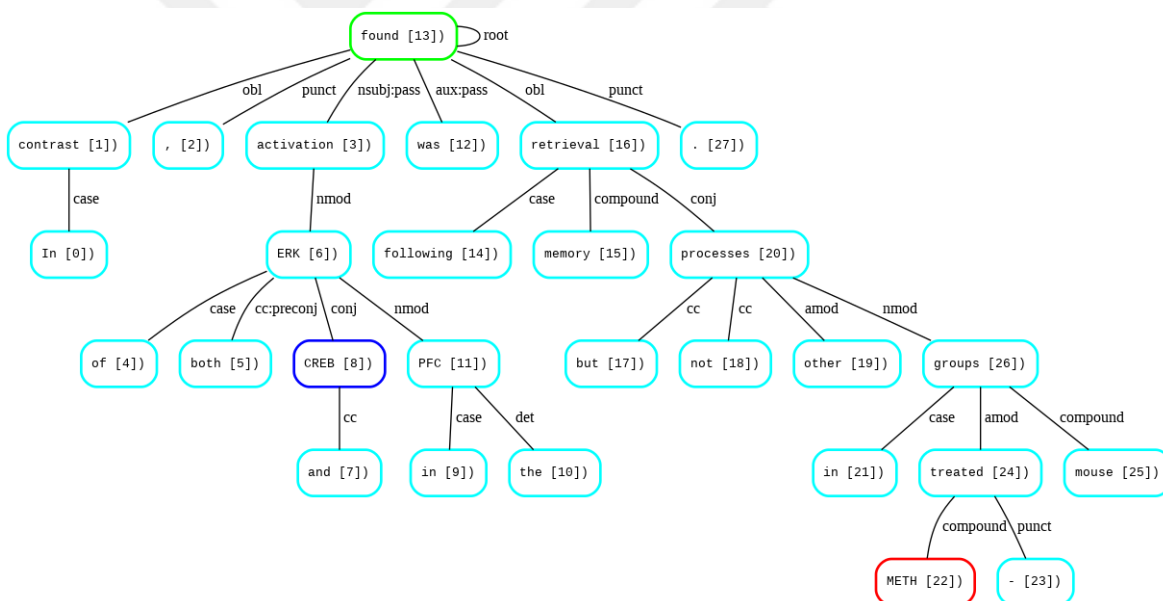 found [13]) root
obl punct nsubj:pass aux:pass obl punct
contrast [1]) , [2]) activation [3]) was [12]) retrieval [16]) . [27])
case nmod case compound conj
In [0]) ERK [6]) following [14]) memory [15]) processes [20])
case cc:preconj conj nmod cc cc amod nmod
of [4]) both [5]) CREB [8]) PFC [11]) but [17]) not [18]) other [19]) groups [26])
cc case det case amod compound
and [7]) in [9]) the [10]) in [21]) treated [24]) mouse [25])
compound punct
METH [22]) - [23])